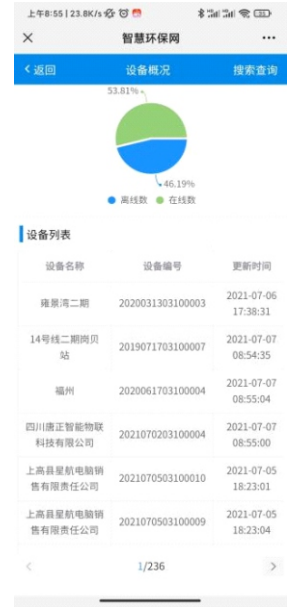 上午8:55 | 23.8K/s
智慧环保网
返回 设备概况 搜索查询
53.81%
46.19%
离线数 在线数
设备列表
设备名称 设备编号 更新时间
雍景湾二期 2020031303100003 2021-07-06
17:38:31
14号线二期岗贝
站 2019071703100007 2021-07-07
08:54:35
福州 2020061703100004 2021-07-07
08:55:04
四川唐正智能物联
科技有限公司 2021070203100004 2021-07-07
08:55:00
上高县星航电脑销
售有限责任公司 2021070503100010 2021-07-05
18:23:01
上高县星航电脑销
售有限责任公司 2021070503100009 2021-07-05
18:23:04
1/236